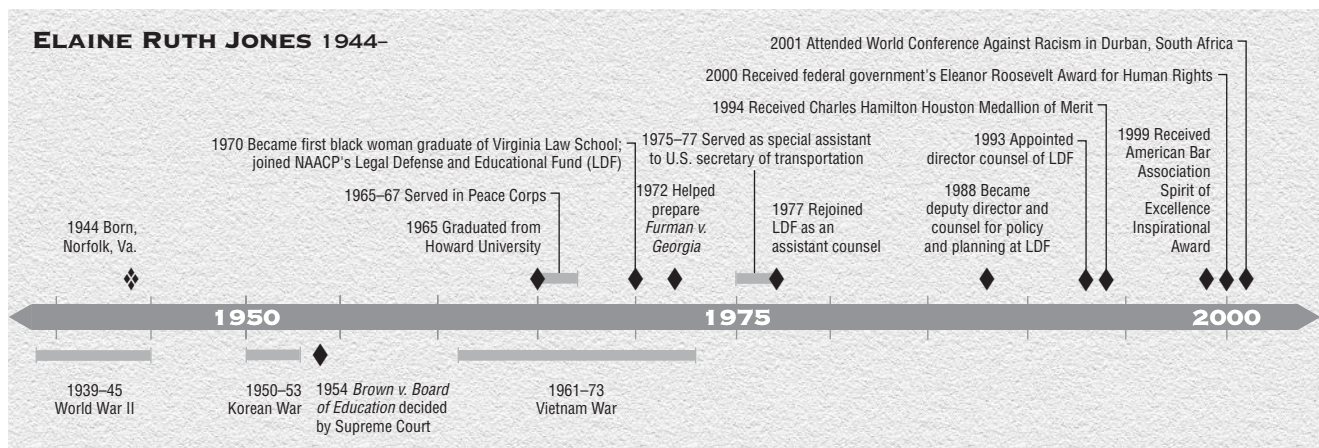 ELAINE RUTH JONES 1944–
2001 Attended World Conference Against Racism in Durban, South Africa
2000 Received federal government's Eleanor Roosevelt Award for Human Rights
1994 Received Charles Hamilton Houston Medallion of Merit
1970 Became first black woman graduate of Virginia Law School;
joined NAACP's Legal Defense and Educational Fund (LDF)
1975–77 Served as special assistant
to U.S. secretary of transportation
1993 Appointed
director counsel of LDF
1999 Received
American Bar
Association
Spirit of
Excellence
Inspirational
Award
1965–67 Served in Peace Corps
1972 Helped
prepare
Furman v.
Georgia
1988 Became
deputy director and
counsel for policy
and planning at LDF
1977 Rejoined
LDF as an
assistant counsel
1944 Born,
Norfolk, Va.
1965 Graduated from
Howard University
1950
1975
2000
1939–45
World War II
1950–53
Korean War
1954 Brown v. Board
of Education decided
by Supreme Court
1961–73
Vietnam War